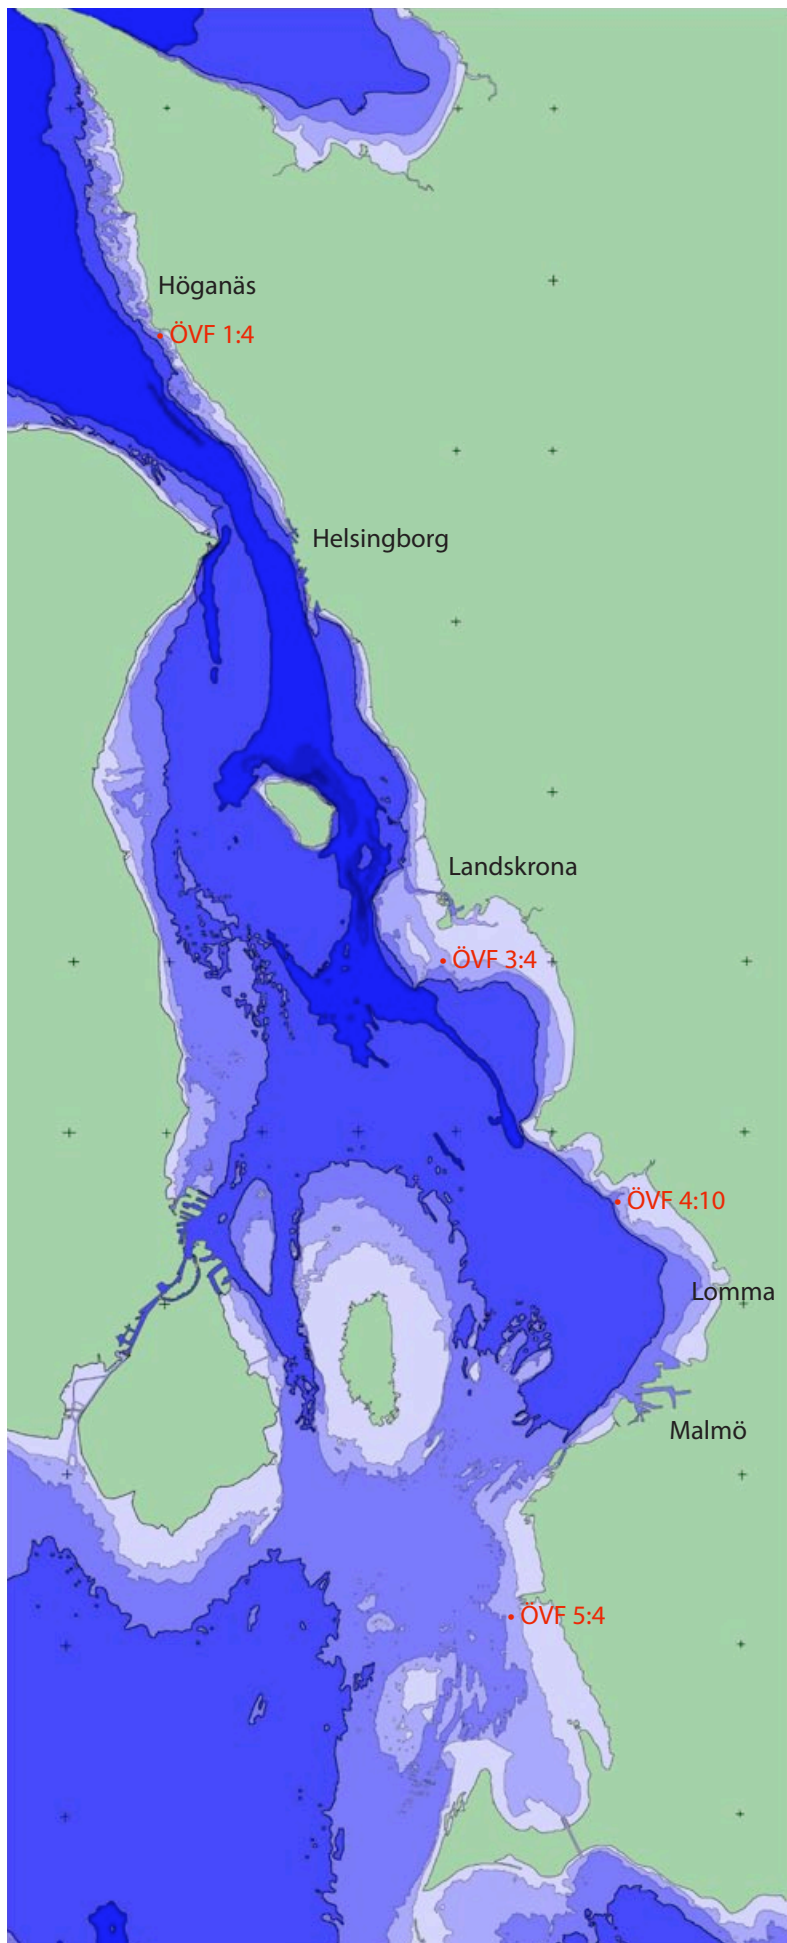 Höganäs
ÖVF 1:4
Helsingborg
Landskrona
ÖVF 3:4
ÖVF 4:10
Lomma
Malmö
ÖVF 5:4